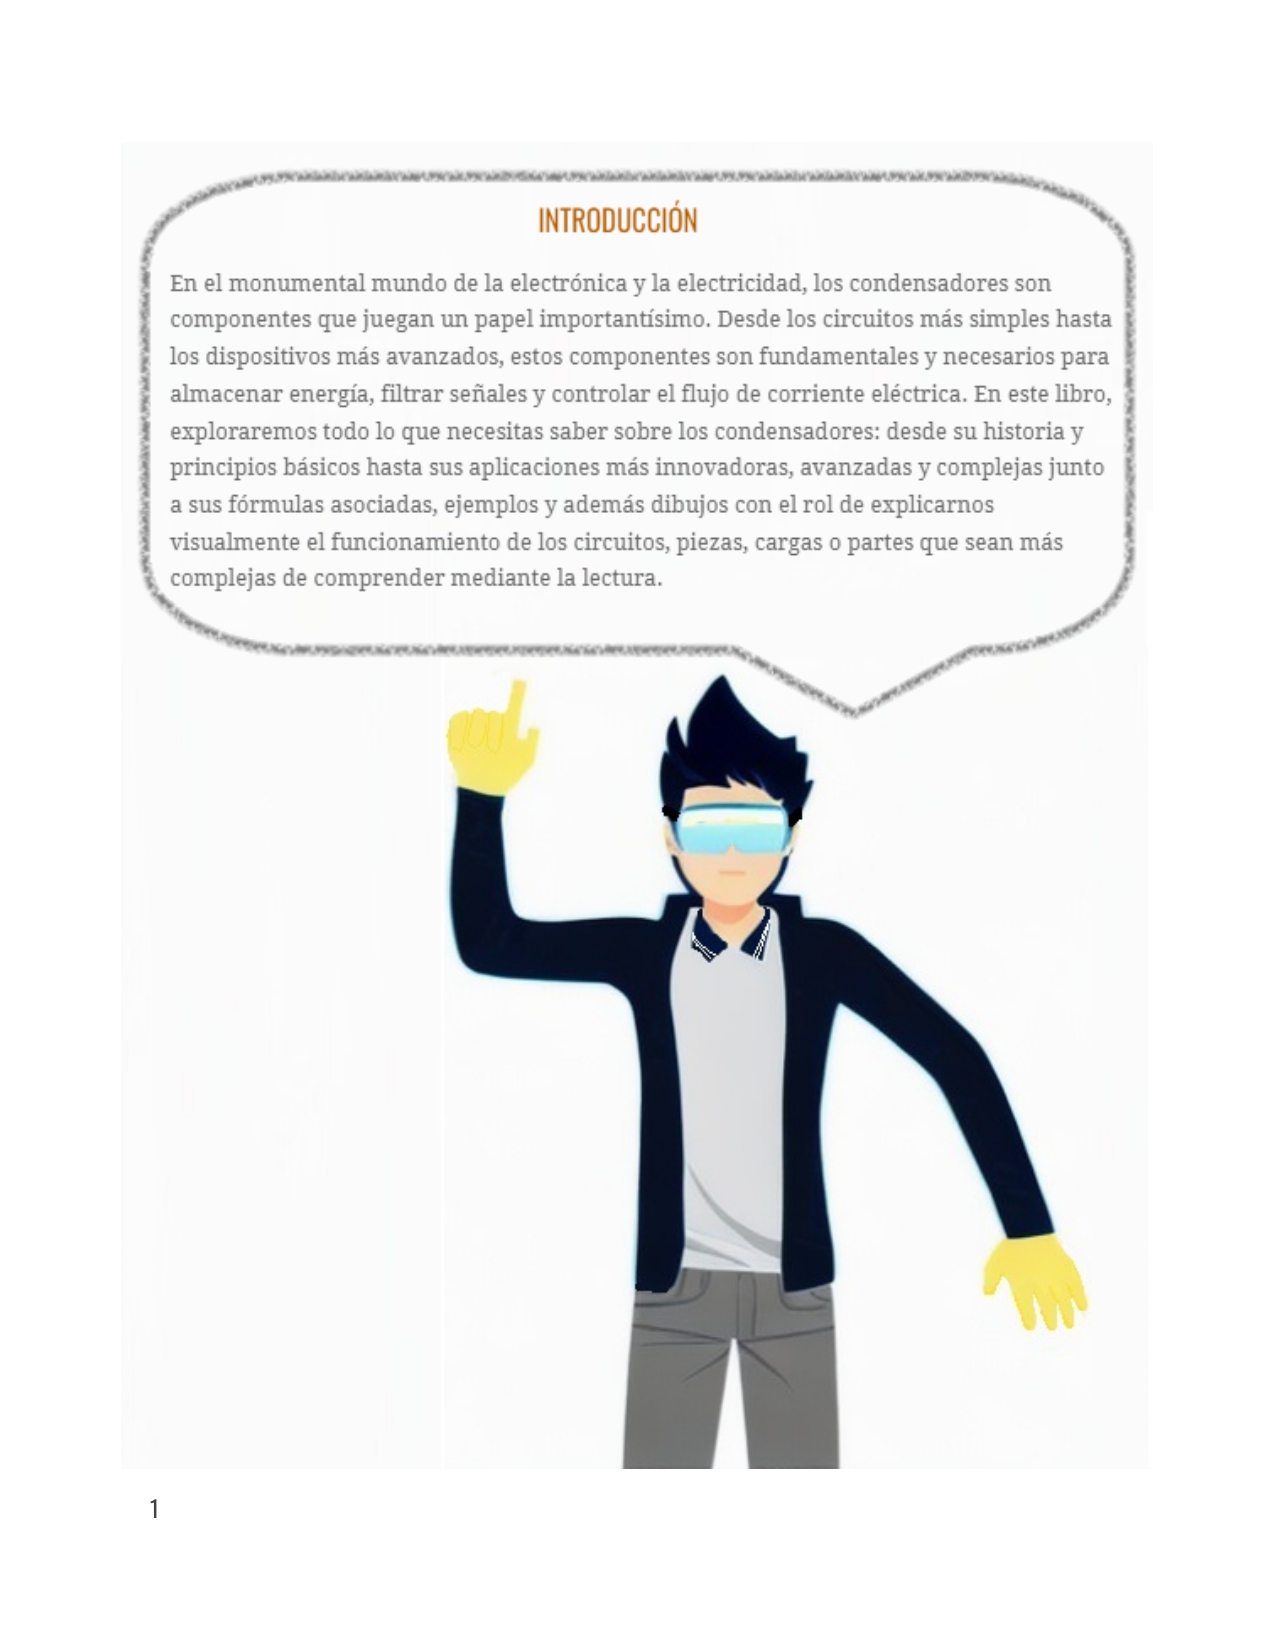 INTRODUCCIÓN
En el monumental mundo de la electrónica y la electricidad, los condensadores son
componentes que juegan un papel importantísimo. Desde los circuitos más simples hasta
los dispositivos más avanzados, estos componentes son fundamentales y necesarios para
almacenar energía, filtrar señales y controlar el flujo de corriente eléctrica. En este libro,
exploraremos todo lo que necesitas saber sobre los condensadores: desde su historia y
principios básicos hasta sus aplicaciones más innovadoras, avanzadas y complejas junto
a sus fórmulas asociadas, ejemplos y además dibujos con el rol de explicarnos
visualmente el funcionamiento de los circuitos, piezas, cargas o partes que sean más
complejas de comprender mediante la lectura.
1